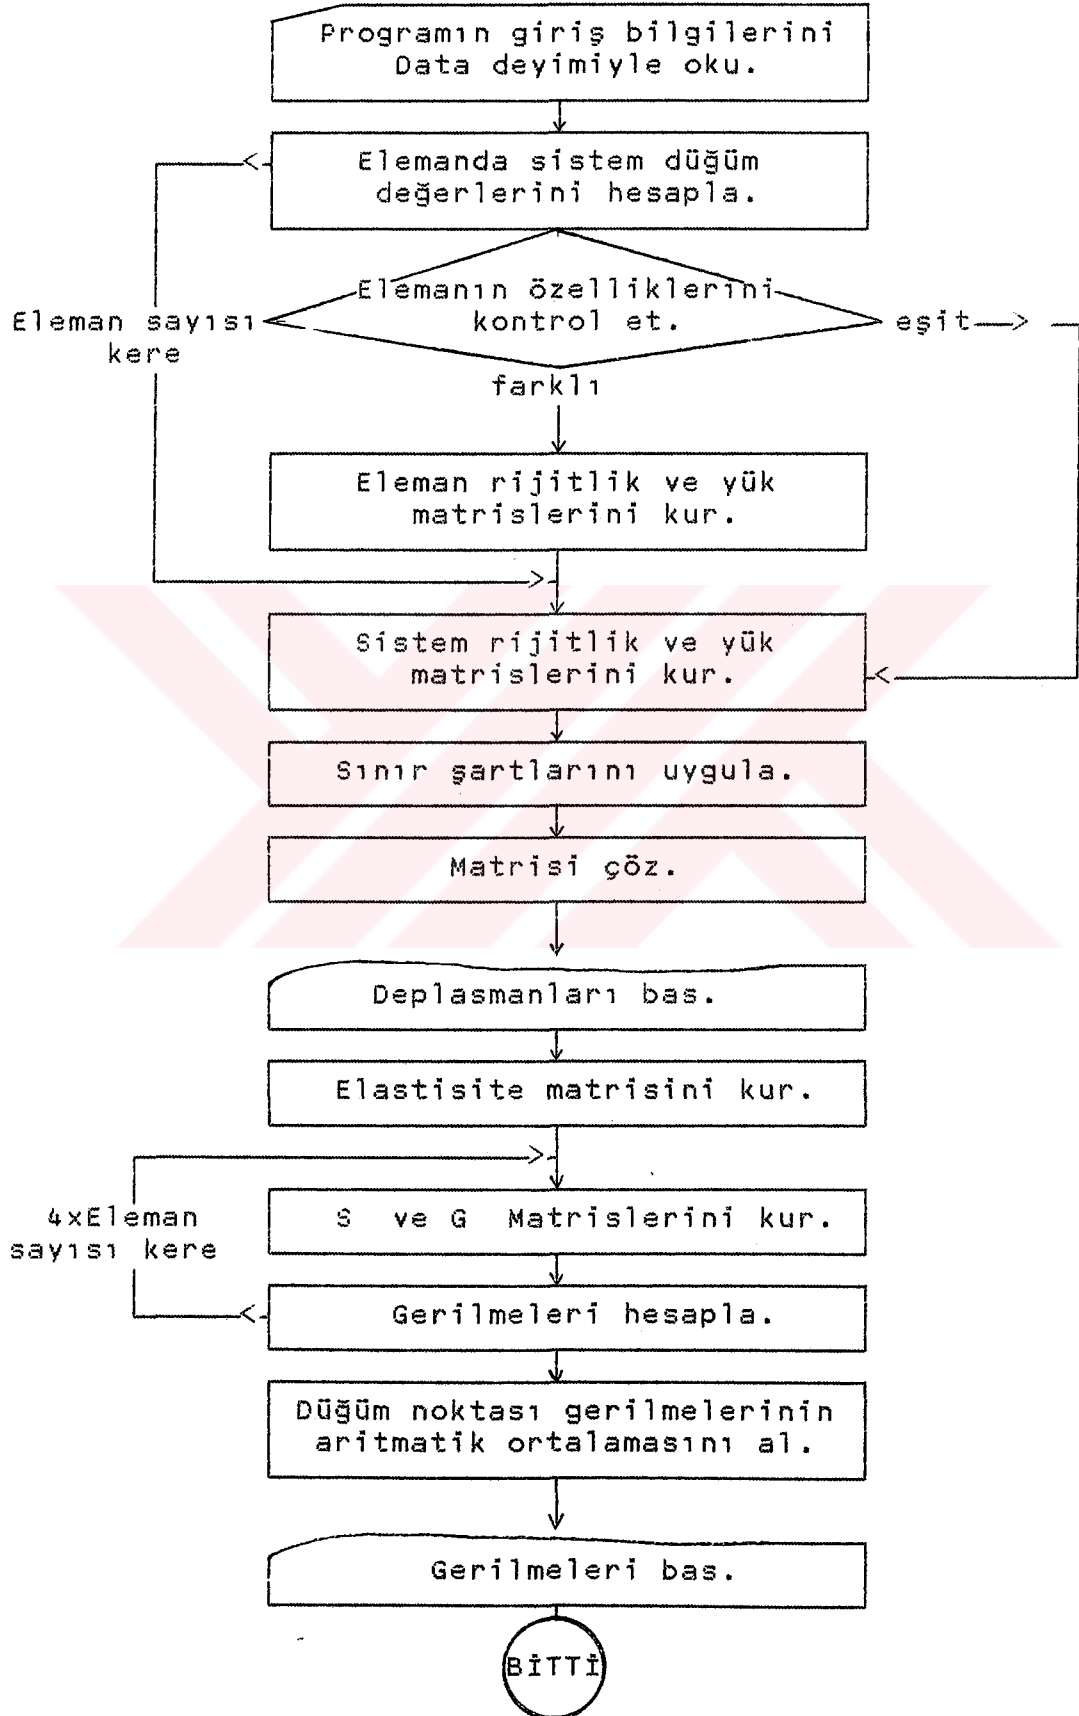 Programın giriş bilgilerini
Data deyimiyle oku.
Elemanda sistem düğüm
değerlerini hesapla.
Elemanın özelliklerini
kontrol et.
Eleman sayısı
kere
eşit
farklı
Eleman rijitlik ve yük
matrislerini kur.
Sistem rijitlik ve yük
matrislerini kur.
Sınır şartlarını uygula.
Matrisi çöz.
Deplasmanları bas.
Elastisite matrisini kur.
4xEleman
sayısı kere
S ve G Matrislerini kur.
Gerilmeleri hesapla.
Düğüm noktası gerilmelerinin
aritmatik ortalamasını al.
Gerilmeleri bas.
BİTTİ